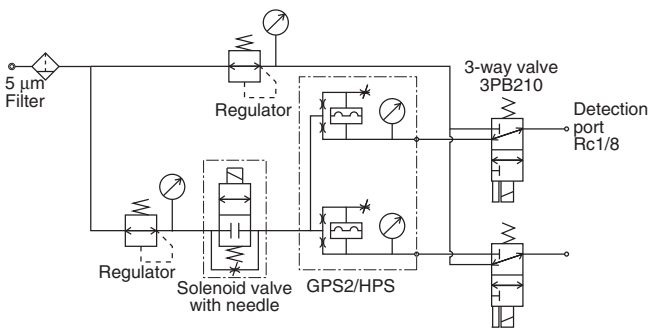 5 μm
Filter
Regulator
3-way valve
3PB210
Detection
port
Rc1/8
Regulator
Solenoid valve
with needle
GPS2/HPS